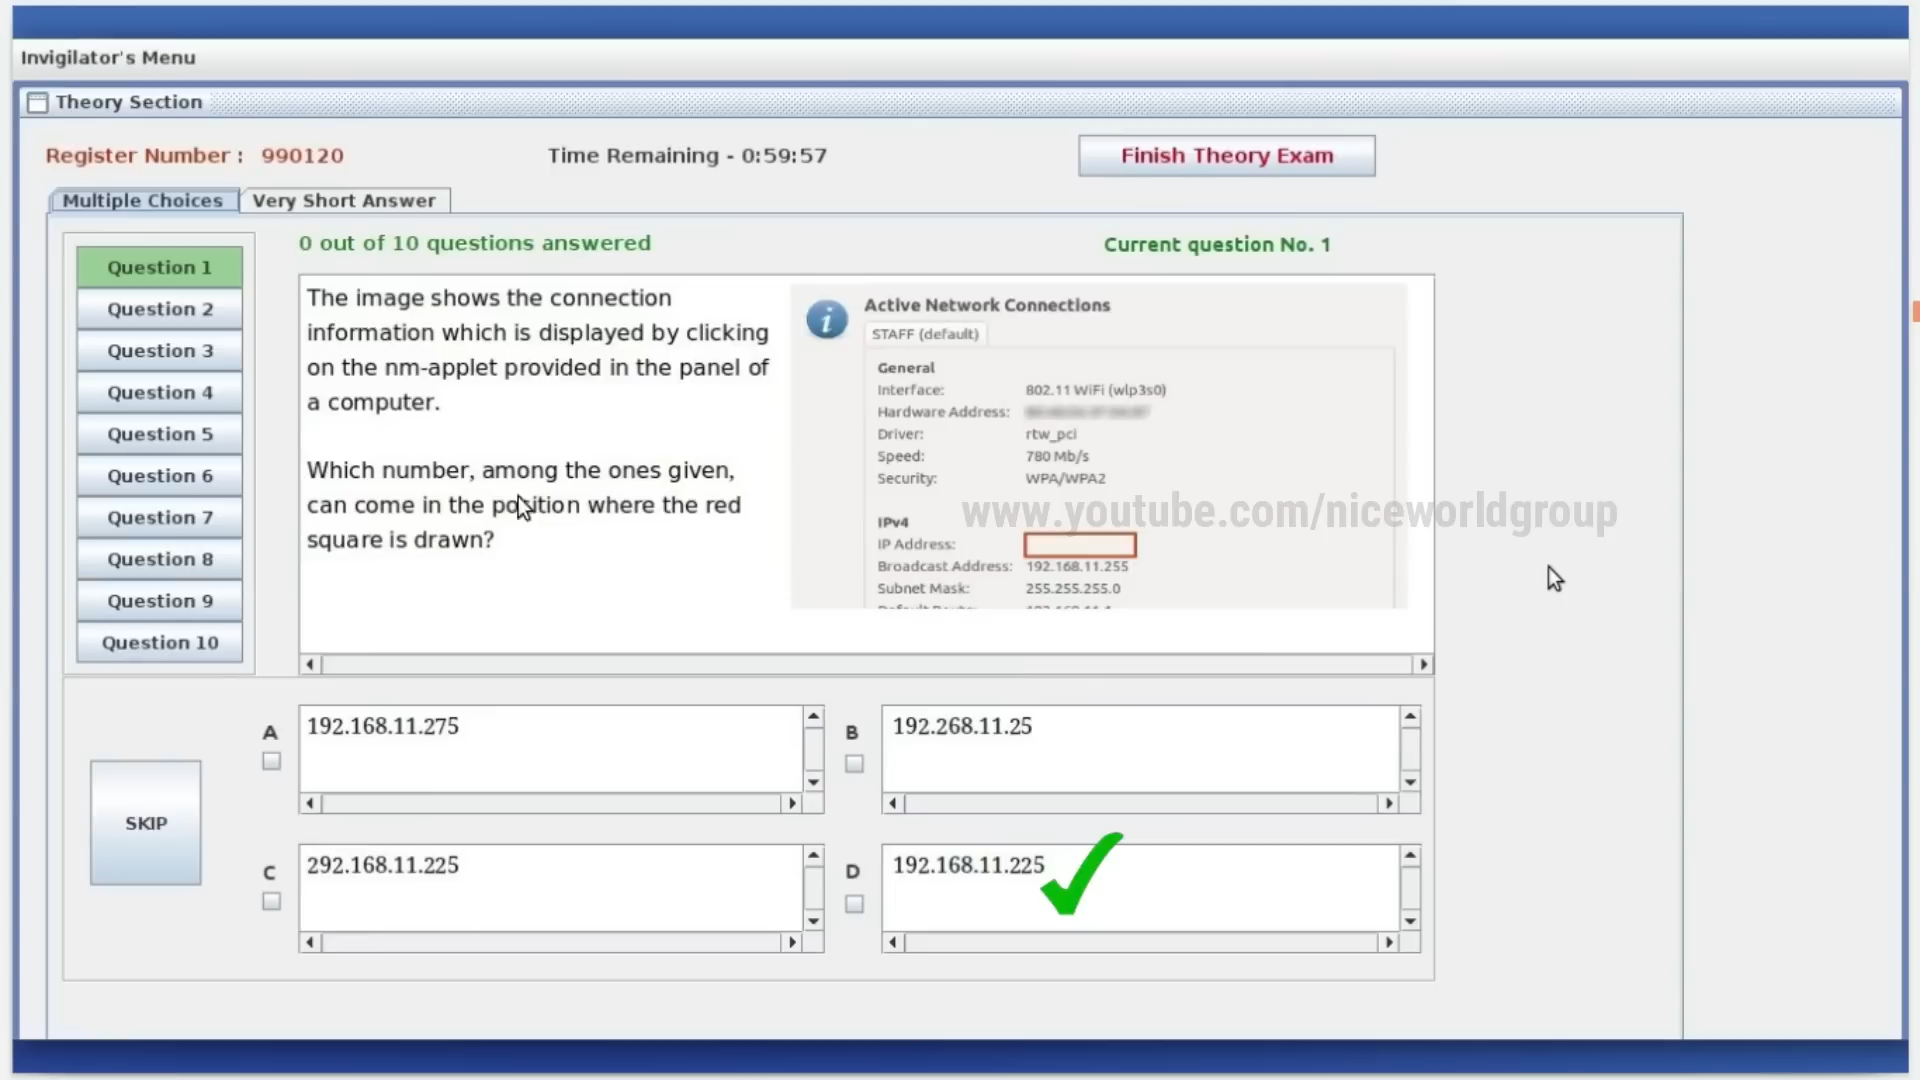 Invigilator's Menu
Theory Section
Register Number : 990120
Time Remaining - 0:59:57
Finish Theory Exam
Multiple Choices
Very Short Answer
0 out of 10 questions answered
Current question No. 1
Question 1
Question 2
Question 3
Question 4
Question 5
Question 6
Question 7
Question 8
Question 9
Question 10
The image shows the connection
information which is displayed by clicking
on the nm-applet provided in the panel of
a computer.
Which number, among the ones given,
can come in the position where the red
square is drawn?
Active Network Connections
STAFF (default)
General
Interface: 802.11 WiFi (wlp3s0)
Hardware Address:
Driver: rtw_pci
Speed: 780 Mb/s
Security: WPA/WPA2
www.youtube.com/niceworldgroup
IPv4
IP Address:
Broadcast Address: 192.168.11.255
Subnet Mask: 255.255.255.0
SKIP
A
192.168.11.275
B
192.268.11.25
C
292.168.11.225
D
192.168.11.225